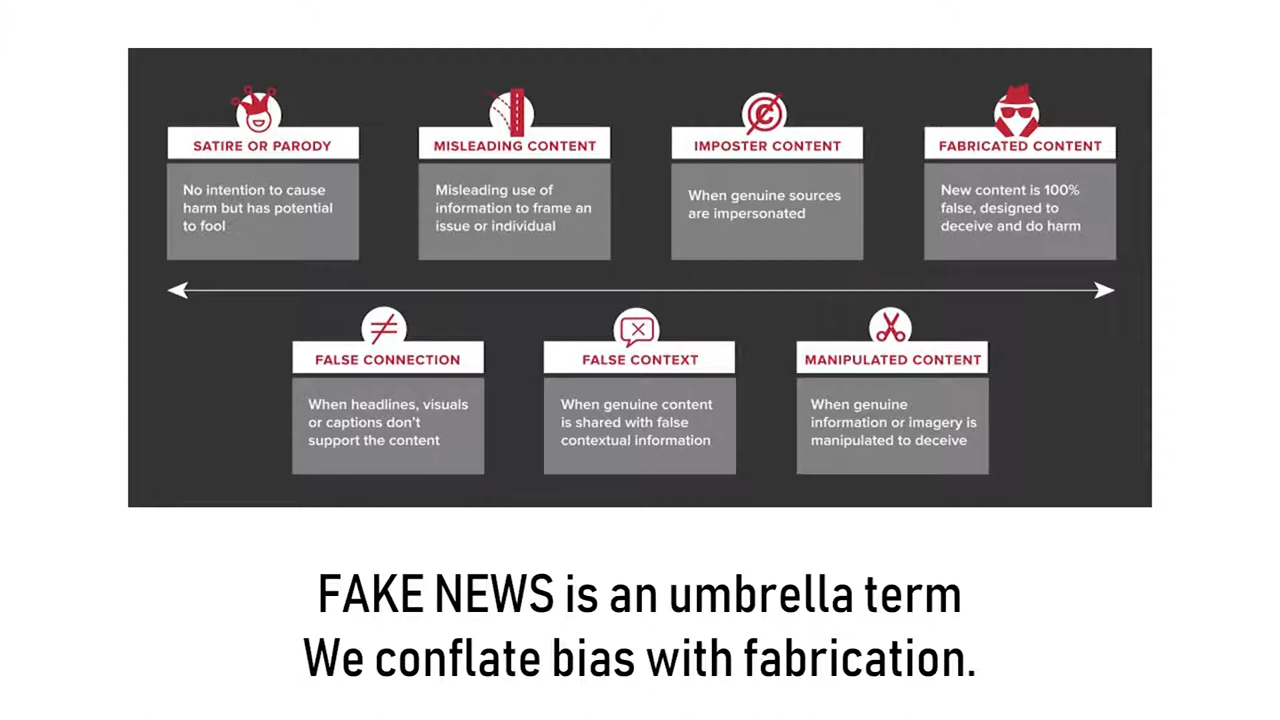 SATIRE OR PARODY
No intention to cause
harm but has potential
to fool
MISLEADING CONTENT
Misleading use of
information to frame an
issue or individual
IMPOSTER CONTENT
When genuine sources
are impersonated
FABRICATED CONTENT
New content is 100%
false, designed to
deceive and do harm
FALSE CONNECTION
When headlines, visuals
or captions don't
support the content
FALSE CONTEXT
When genuine content
is shared with false
contextual information
MANIPULATED CONTENT
When genuine
information or imagery is
manipulated to deceive
FAKE NEWS is an umbrella term
We conflate bias with fabrication.